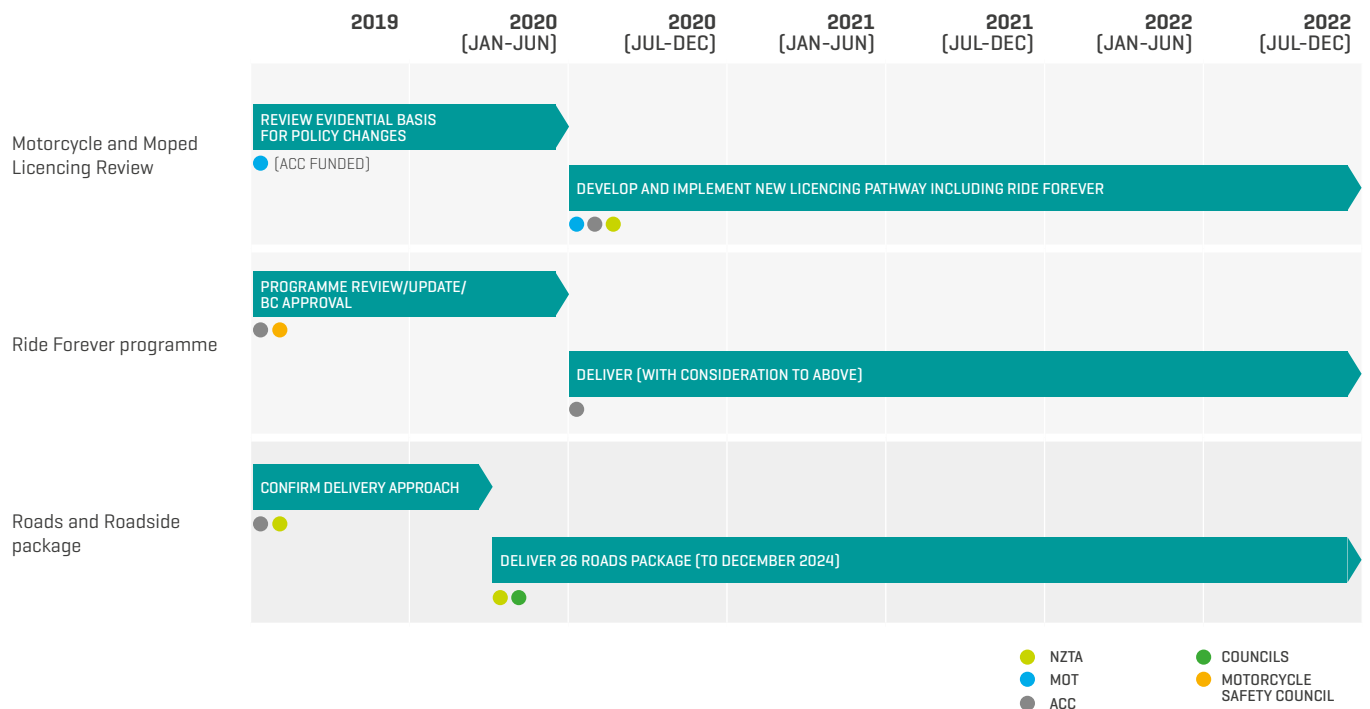 2019
2020
(JAN-JUN)
2020
(JUL-DEC)
2021
(JAN-JUN)
2021
(JUL-DEC)
2022
(JAN-JUN)
2022
(JUL-DEC)
Motorcycle and Moped
Licencing Review
REVIEW EVIDENTIAL BASIS
FOR POLICY CHANGES
(ACC FUNDED)
DEVELOP AND IMPLEMENT NEW LICENCING PATHWAY INCLUDING RIDE FOREVER
Ride Forever programme
PROGRAMME REVIEW/UPDATE/
BC APPROVAL
DELIVER (WITH CONSIDERATION TO ABOVE)
Roads and Roadside
package
CONFIRM DELIVERY APPROACH
DELIVER 26 ROADS PACKAGE (TO DECEMBER 2024)
NZTA
MOT
ACC
COUNCILS
MOTORCYCLE
SAFETY COUNCIL